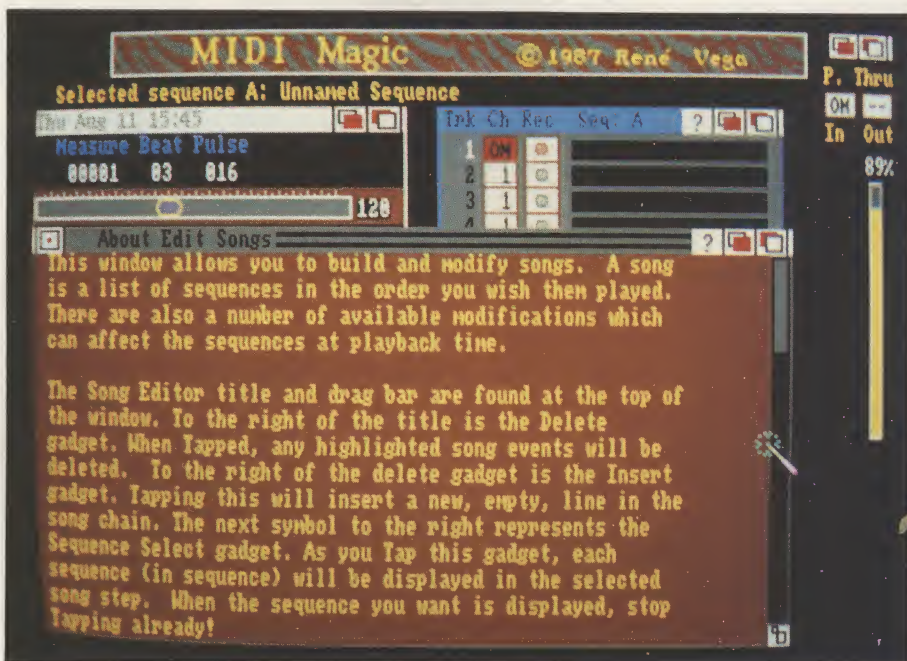 MIDI Magic © 1987 René Vega
P. Thru
ON --
In Out
89%
Selected sequence A: Unnamed Sequence
Thu Aug 11 15:45
Measure Beat Pulse
00001 03 016
120
Trk Ch Rec Seq: A ?
1 ON
2 1
3 1
4 1
About Edit Songs ?
This window allows you to build and modify songs. A song
is a list of sequences in the order you wish then played.
There are also a number of available modifications which
can affect the sequences at playback time.
The Song Editor title and drag bar are found at the top of
the window. To the right of the title is the Delete
gadget. When Tapped, any highlighted song events will be
deleted. To the right of the delete gadget is the Insert
gadget. Tapping this will insert a new, empty, line in the
song chain. The next symbol to the right represents the
Sequence Select gadget. As you Tap this gadget, each
sequence (in sequence) will be displayed in the selected
song step. When the sequence you want is displayed, stop
Tapping already!